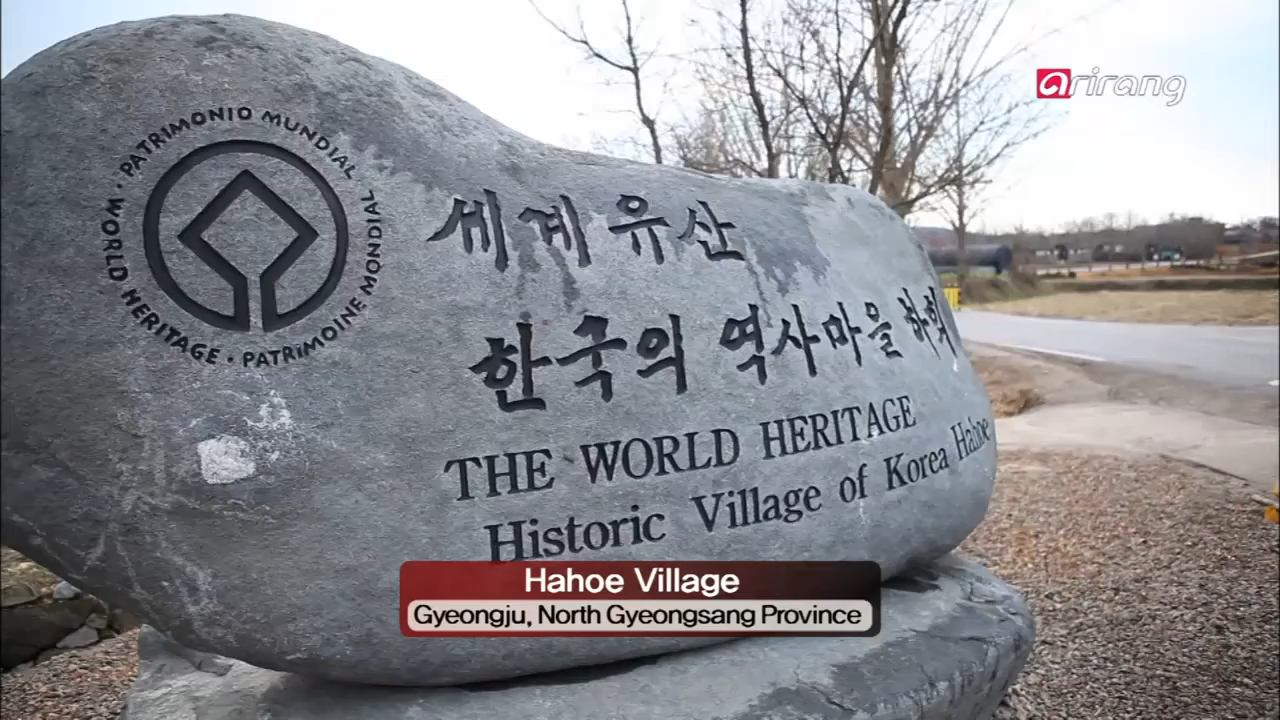 arirang
PATRIMONIO MUNDIAL · WORLD HERITAGE · PATRIMOINE MONDIAL
세계유산
한국의 역사마을 하회
THE WORLD HERITAGE
Historic Village of Korea Hahoe
Hahoe Village
Gyeongju, North Gyeongsang Province